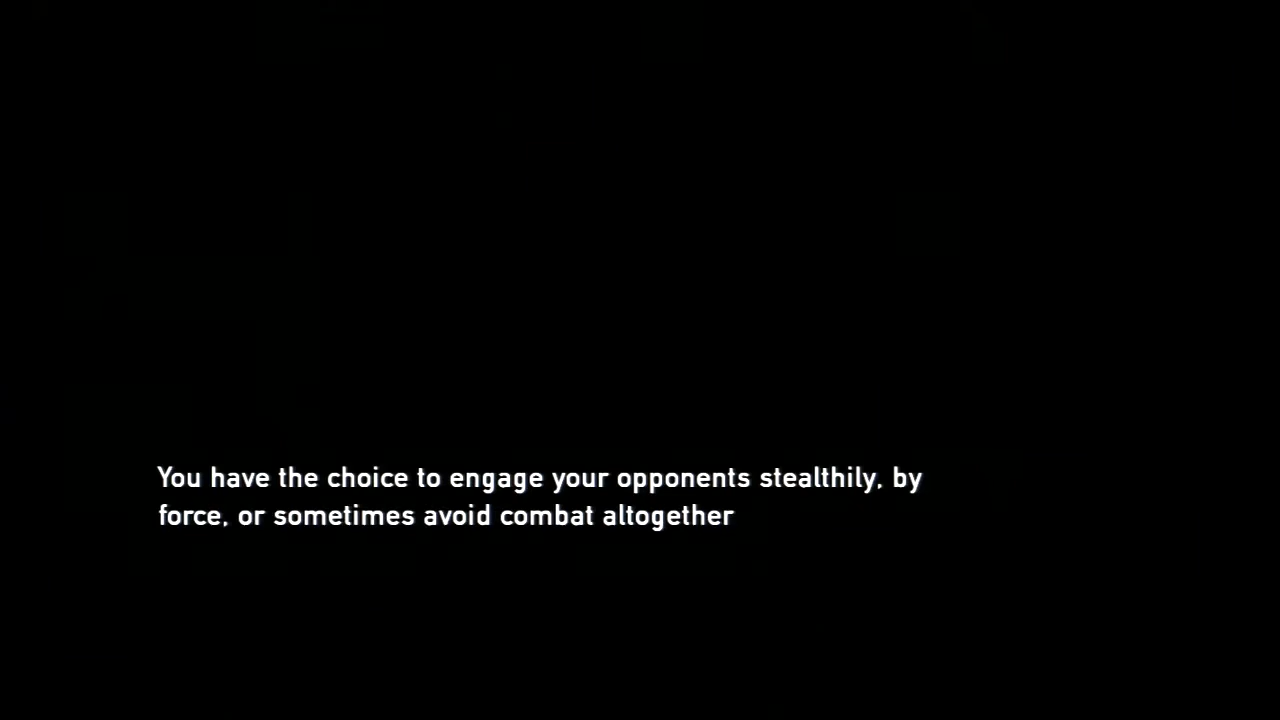 You have the choice to engage your opponents stealthily, by
force, or sometimes avoid combat altogether